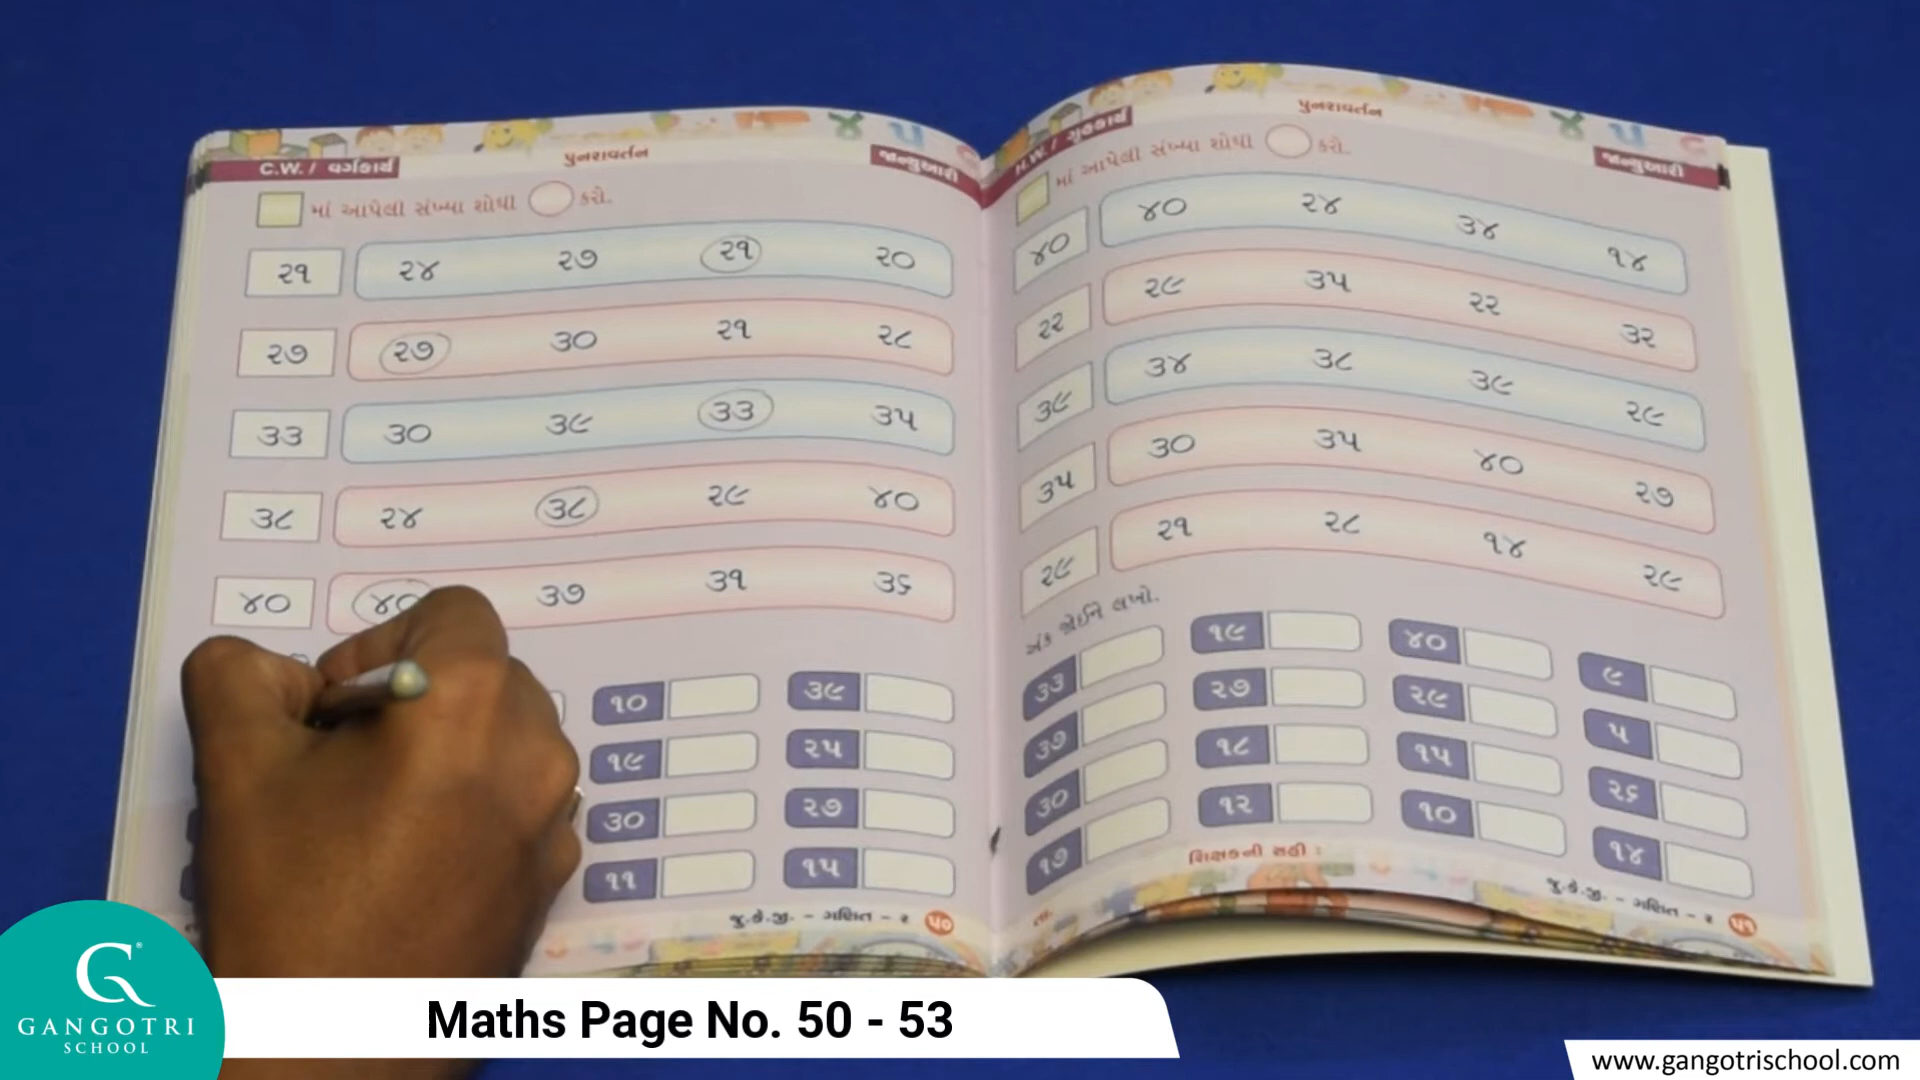 C.W. / વર્ગકાર્ય પુનરાવર્તન જાન્યુઆરી
માં આપેલી સંખ્યા શોધી કરો.
૨૧ ૨૪ ૨૭ ૨૧ ૨૦
૨૭ ૨૭ ૩૦ ૨૧ ૨૮
૩૩ ૩૦ ૩૯ ૩૩ ૩૫
૩૮ ૨૪ ૩૮ ૨૯ ૪૦
૪૦ ૪૦ ૩૭ ૩૧ ૩૬
૧૦ ૩૯
૧૯ ૨૫
૩૦ ૨૭
૧૧ ૧૫
જુ.કે.જી. - ગણિત - ૨ ૫૦
H.W. / ગૃહકાર્ય પુનરાવર્તન જાન્યુઆરી
માં આપેલી સંખ્યા શોધી કરો.
૪૦ ૪૦ ૨૪ ૩૪ ૧૪
૨૨ ૨૯ ૩૫ ૨૨ ૩૨
૩૯ ૩૪ ૩૮ ૩૯ ૨૯
૩૫ ૩૦ ૩૫ ૪૦ ૨૭
૨૯ ૨૧ ૨૮ ૧૪ ૨૯
અંક જોઈને લખો.
૩૩ ૧૯ ૪૦ ૯
૩૭ ૨૭ ૨૯ ૫
૩૦ ૧૮ ૧૫ ૨૬
૧૭ ૧૨ ૧૦ ૧૪
તા. શિક્ષકની સહી :
જુ.કે.જી. - ગણિત - ૨ ૫૧
GANGOTRI
SCHOOL
Maths Page No. 50 - 53
www.gangotrischool.com